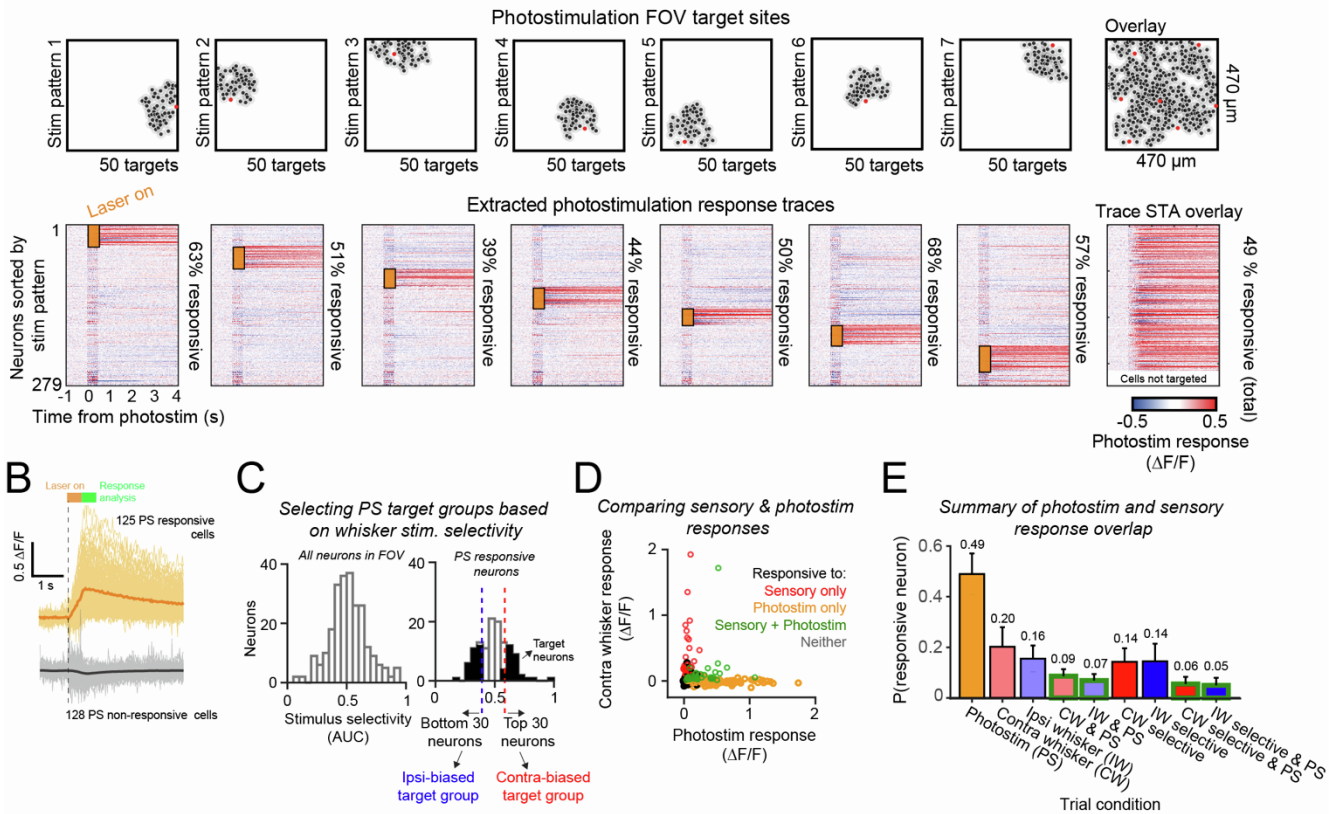 Photostimulation FOV target sites
Stim pattern 1
Stim pattern 2
Stim pattern 3
Stim pattern 4
Stim pattern 5
Stim pattern 6
Stim pattern 7
Overlay
470 µm
50 targets
50 targets
50 targets
50 targets
50 targets
50 targets
50 targets
470 µm
Laser on
Extracted photostimulation response traces
Trace STA overlay
Neurons sorted by
stim pattern
1
279
63% responsive
51% responsive
39% responsive
44% responsive
50% responsive
68% responsive
57% responsive
49 % responsive (total)
Cells not targeted
-1 0 1 2 3 4
Time from photostim (s)
-0.5 0.5
Photostim response
(ΔF/F)
B
Laser on
Response
analysis
125 PS responsive
cells
0.5 ΔF/F
1 s
128 PS non-responsive cells
C
Selecting PS target groups based
on whisker stim. selectivity
All neurons in FOV
PS responsive
neurons
Neurons
40
20
0
40
20
0
Target
neurons
0 0.5 1
0.5 1
Stimulus selectivity
(AUC)
Bottom 30
neurons
Top 30
neurons
Ipsi-biased
target group
Contra-biased
target group
D
Comparing sensory & photostim
responses
Contra whisker response
(ΔF/F)
2
1
0
Responsive to:
Sensory only
Photostim only
Sensory + Photostim
Neither
0 1 2
Photostim response
(ΔF/F)
E
Summary of photostim and sensory
response overlap
P(responsive neuron)
0.6
0.4
0.2
0
0.49
0.20
0.16
0.09
0.07
0.14
0.14
0.06
0.05
Photostim (PS)
Contra whisker (CW)
Ipsi whisker (IW)
CW & PS
IW & PS
CW selective
IW selective
CW selective & PS
IW selective & PS
Trial condition